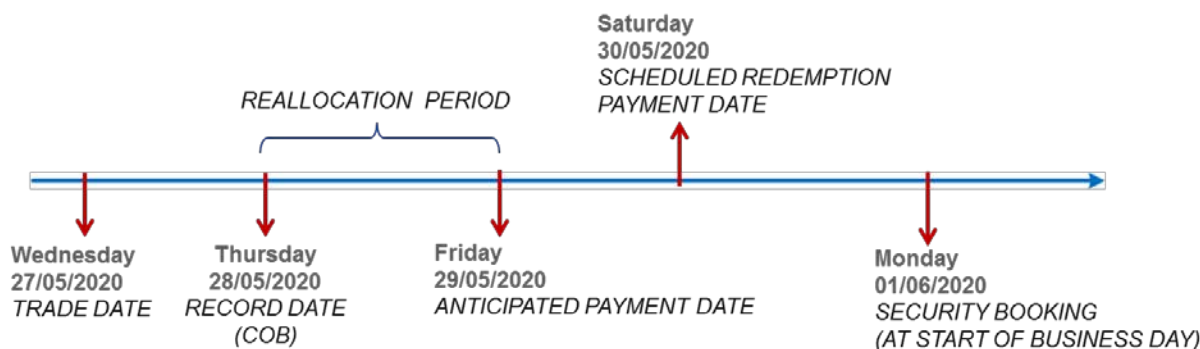 Saturday
30/05/2020
SCHEDULED REDEMPTION
PAYMENT DATE
REALLOCATION PERIOD
Wednesday
27/05/2020
TRADE DATE
Thursday
28/05/2020
RECORD DATE
(COB)
Friday
29/05/2020
ANTICIPATED PAYMENT DATE
Monday
01/06/2020
SECURITY BOOKING
(AT START OF BUSINESS DAY)